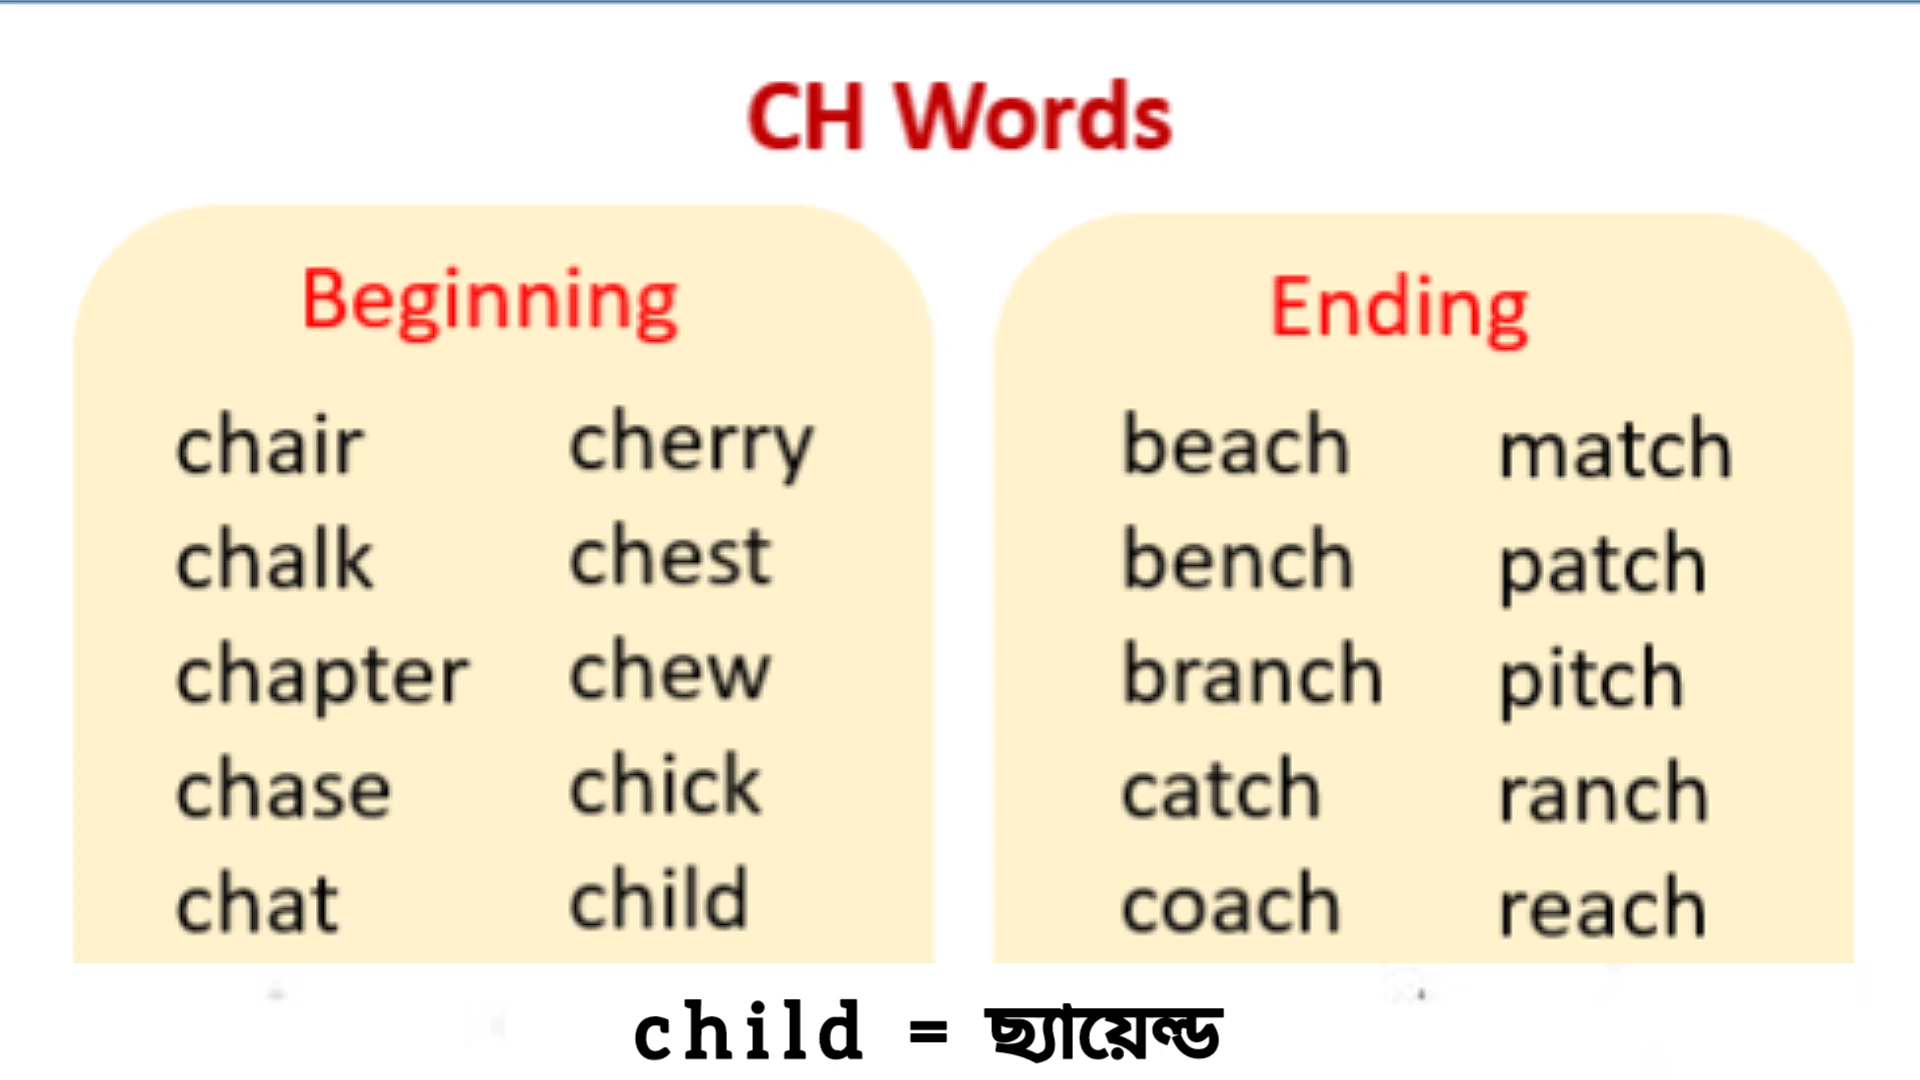 CH Words
Beginning
chair cherry
chalk chest
chapter chew
chase chick
chat child
Ending
beach match
bench patch
branch pitch
catch ranch
coach reach
child = ছ্যায়েল্ড